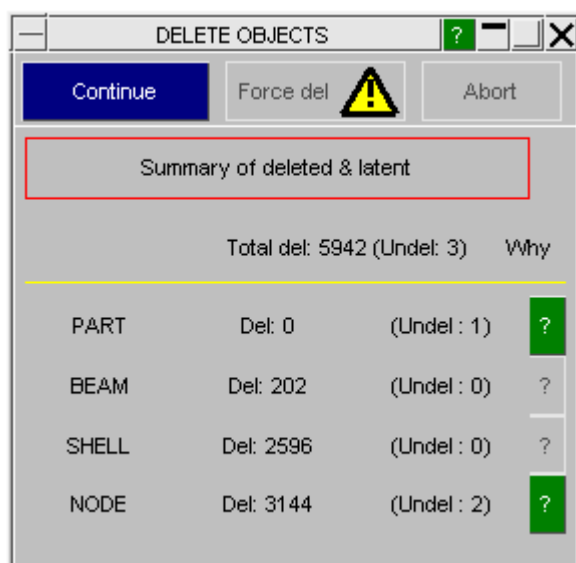 DELETE OBJECTS ?
Continue Force del Abort
Summary of deleted & latent
Total del: 5942 (Undel: 3) Why
PART Del: 0 (Undel : 1) ?
BEAM Del: 202 (Undel : 0) ?
SHELL Del: 2596 (Undel : 0) ?
NODE Del: 3144 (Undel : 2) ?